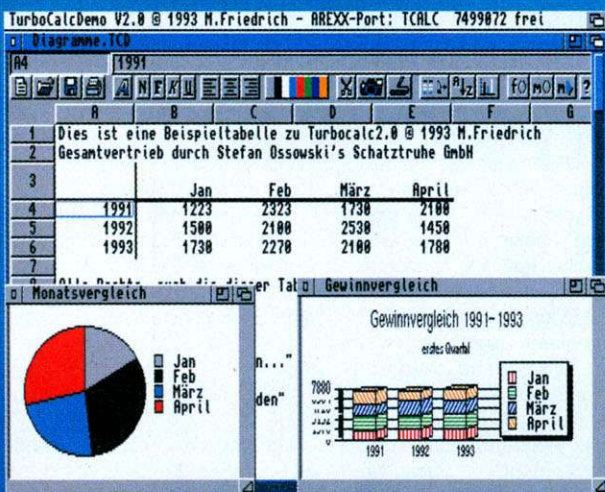 TurboCalcDemo V2.0 © 1993 M.Friedrich - AREXX-Port: TCALC 7499072 frei
Diagramme.TCD
A4 1991
A N F K U A Z fO mO m ?
A B C D E F G
1 Dies ist eine Beispieltabelle zu Turbocalc2.0 © 1993 M.Friedrich
2 Gesamtvertrieb durch Stefan Ossowski's Schatztruhe GmbH
3 Jan Feb März April
4 1991 1223 2323 1730 2100
5 1992 1500 2100 2530 1450
6 1993 1730 2270 2100 1780
7
Monatsvergleich
Jan
Feb
März
April
n..."
den"
Gewinnvergleich
Gewinnvergleich 1991-1993
erstes Quartal
7880
0
1991 1992 1993
Jan
Feb
März
April